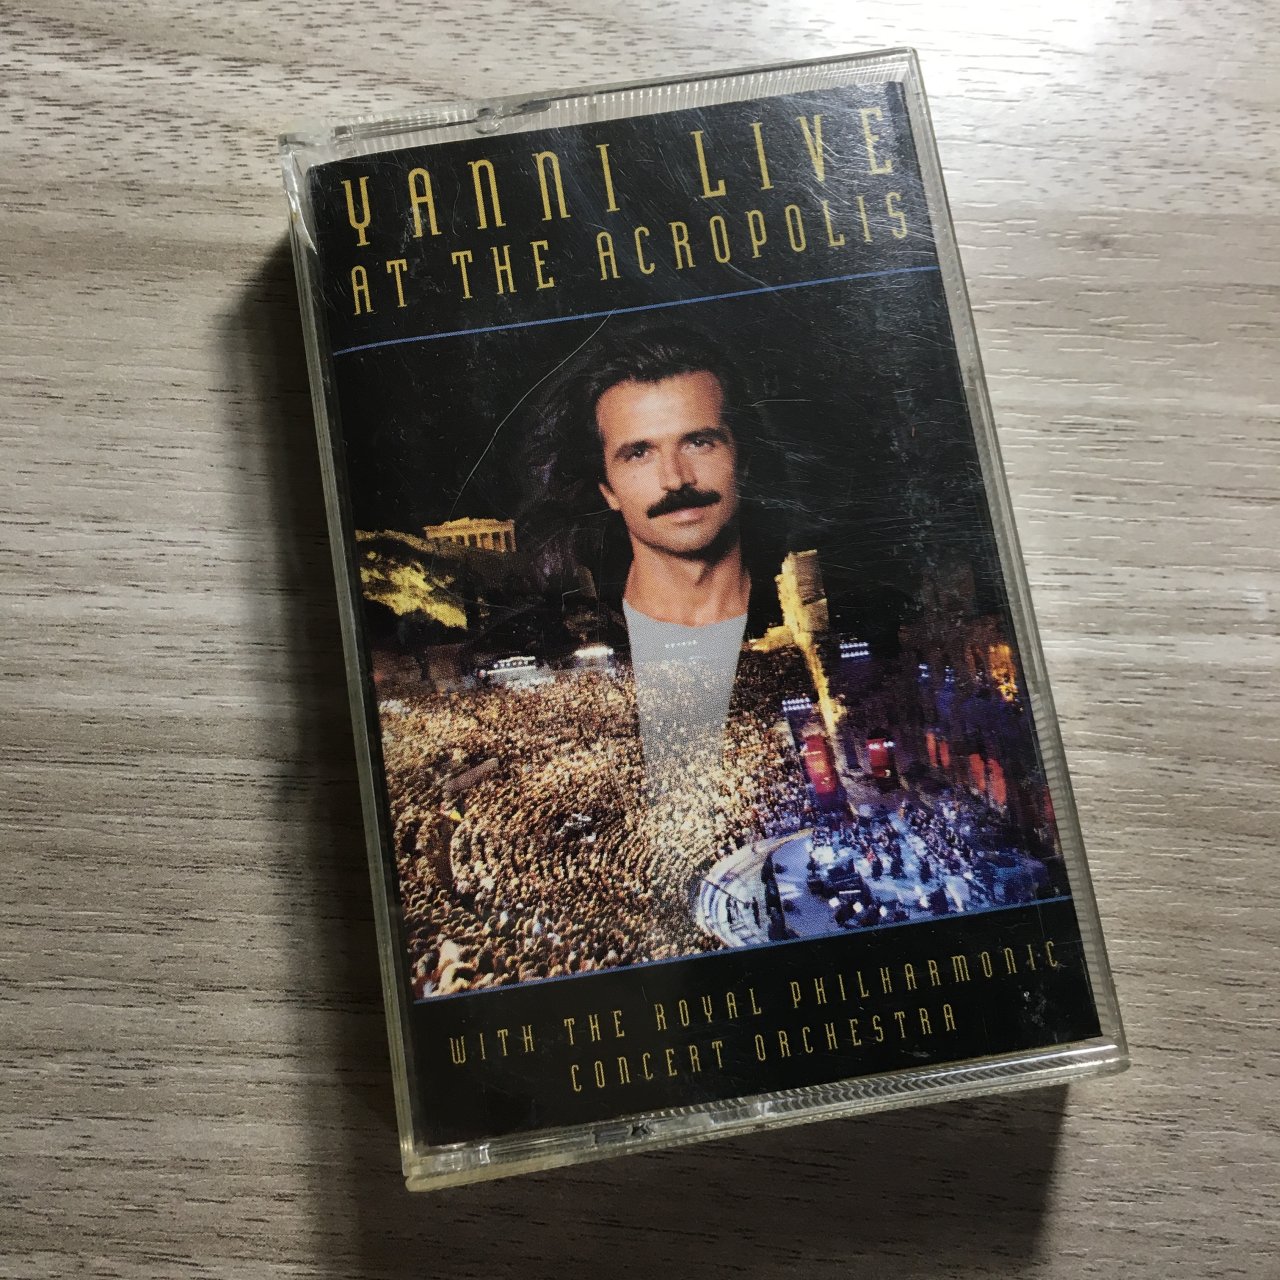 YANNI LIVE
AT THE ACROPOLIS
WITH THE ROYAL PHILHARMONIC
CONCERT ORCHESTRA